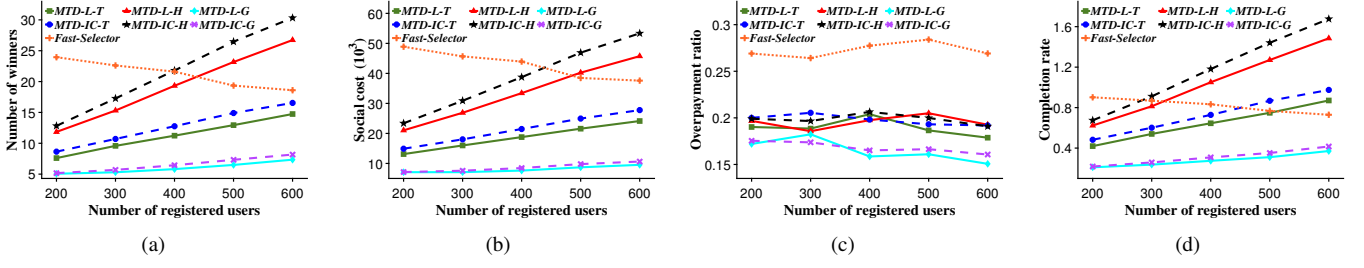 MTD-L-T MTD-L-H MTD-L-G
MTD-IC-T MTD-IC-H MTD-IC-G
Fast-Selector
Number of winners
40
35
30
25
20
15
10
5
200 300 400 500 600
Number of registered users
(a)
MTD-L-T MTD-L-H MTD-L-G
MTD-IC-T MTD-IC-H MTD-IC-G
Fast-Selector
Social cost (10^3)
60
50
40
30
20
10
200 300 400 500 600
Number of registered users
(b)
MTD-L-T MTD-L-H MTD-L-G
MTD-IC-T MTD-IC-H MTD-IC-G
Fast-Selector
Overpayment ratio
0.3
0.25
0.2
0.15
200 300 400 500 600
Number of registered users
(c)
MTD-L-T MTD-L-H MTD-L-G
MTD-IC-T MTD-IC-H MTD-IC-G
Fast-Selector
Completion rate
1.6
1.2
0.8
0.4
200 300 400 500 600
Number of registered users
(d)